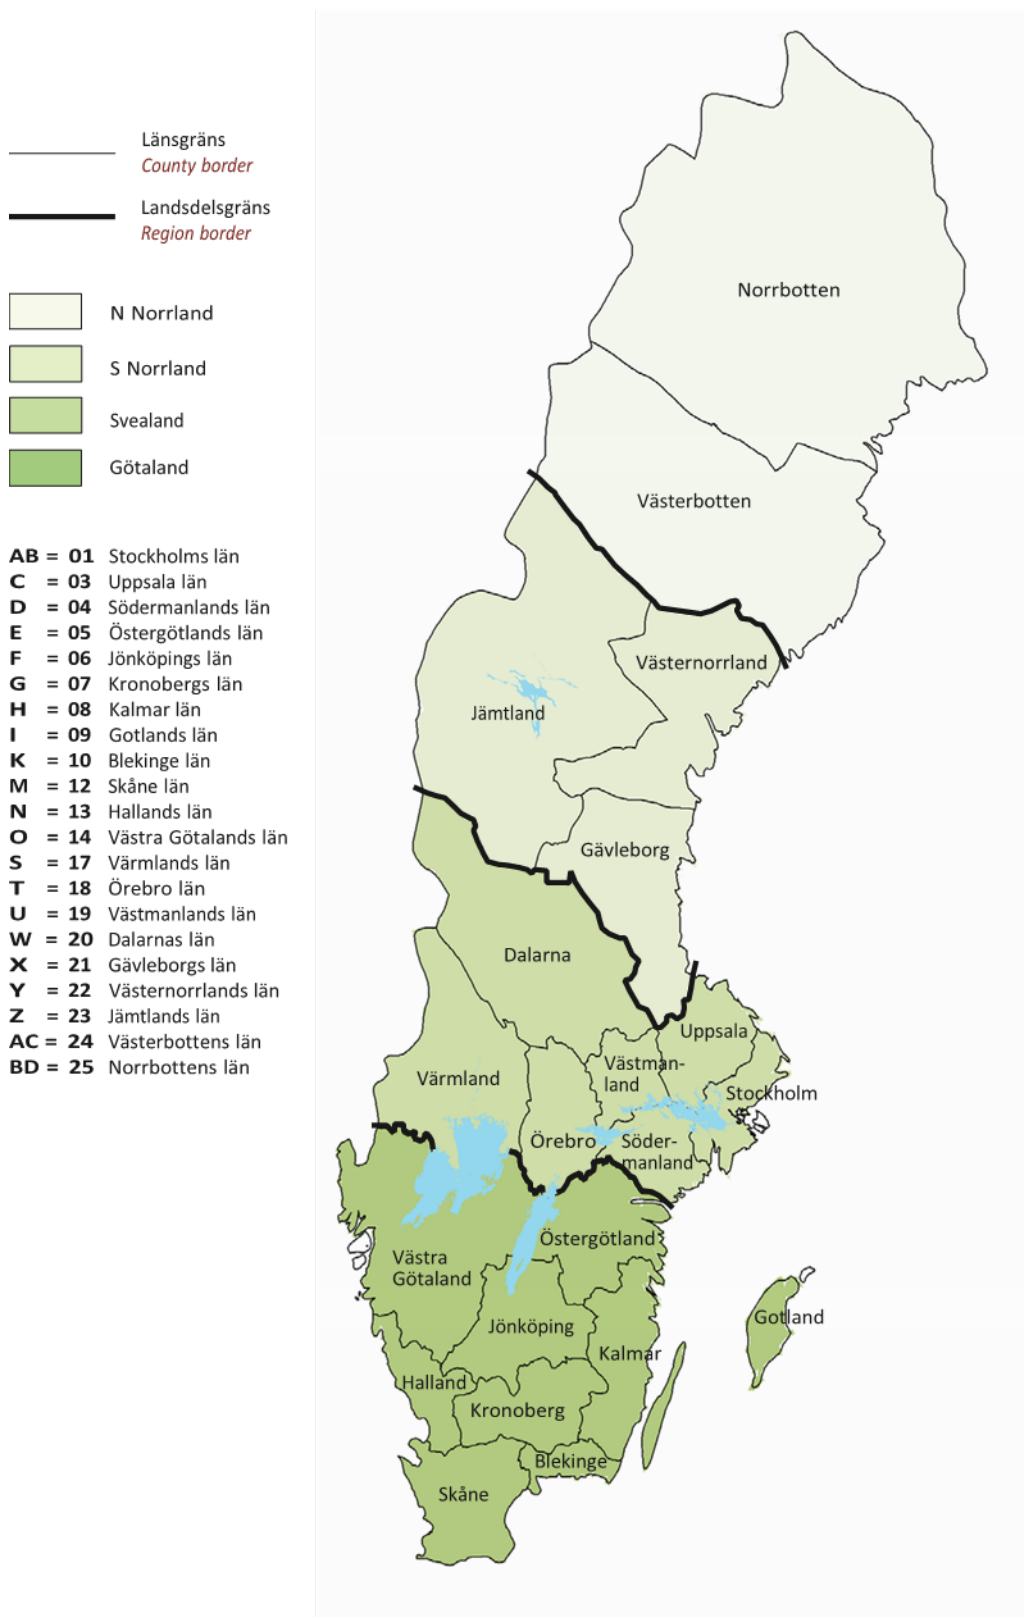 Länsgräns
County border
Landsdelsgräns
Region border
N Norrland
S Norrland
Svealand
Götaland
AB = 01 Stockholms län
C = 03 Uppsala län
D = 04 Södermanlands län
E = 05 Östergötlands län
F = 06 Jönköpings län
G = 07 Kronobergs län
H = 08 Kalmar län
I = 09 Gotlands län
K = 10 Blekinge län
M = 12 Skåne län
N = 13 Hallands län
O = 14 Västra Götalands län
S = 17 Värmlands län
T = 18 Örebro län
U = 19 Västmanlands län
W = 20 Dalarnas län
X = 21 Gävleborgs län
Y = 22 Västernorrlands län
Z = 23 Jämtlands län
AC = 24 Västerbottens län
BD = 25 Norrbottens län
Norrbotten
Västerbotten
Västernorrland
Jämtland
Gävleborg
Dalarna
Uppsala
Västman-
land
Värmland
Stockholm
Örebro
Söder-
manland
Östergötland
Västra
Götaland
Gotland
Jönköping
Kalmar
Halland
Kronoberg
Blekinge
Skåne